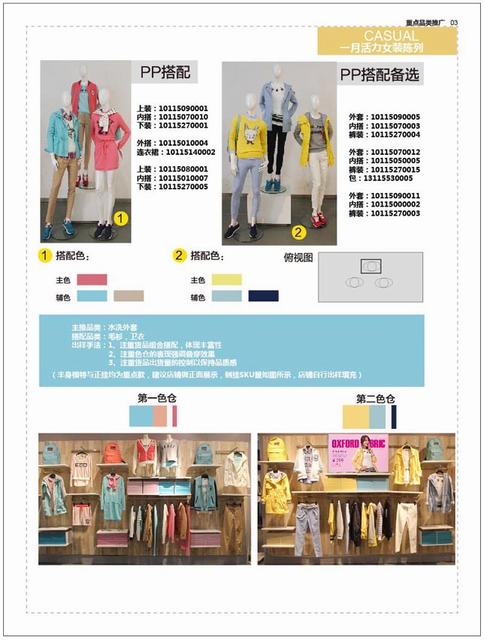 重点品类推广 03
CASUAL
一月活力女装陈列
PP搭配
上装：10115090001
内搭：10115070010
下装：10115270001
外搭：10115010004
连衣裙：10115140002
上装：10115080001
内搭：10115010007
下装：10115270005
1
PP搭配备选
外套：10115090005
内搭：10115070003
裤装：10115270004
外套：10115070012
内搭：10115050005
裤装：10115270015
包：13115530005
外套：10115090011
内搭：10115000002
裤装：10115270003
2
1 搭配色：
主色
辅色
2 搭配色：
主色
辅色
俯视图
主推品类：水洗外套
搭配品类：毛衫，卫衣
出样手法：1、注重货品组合搭配，体现丰富性
2、注重色仓的表现强调叠穿效果
3、注重货品出货量的控制以保持品质感
（半身模特与正挂均为重点款，建议店铺做正面展示，侧挂SKU量如图所示，店铺自行出样填充）
第一色仓
第二色仓
OXFORD FABRIC